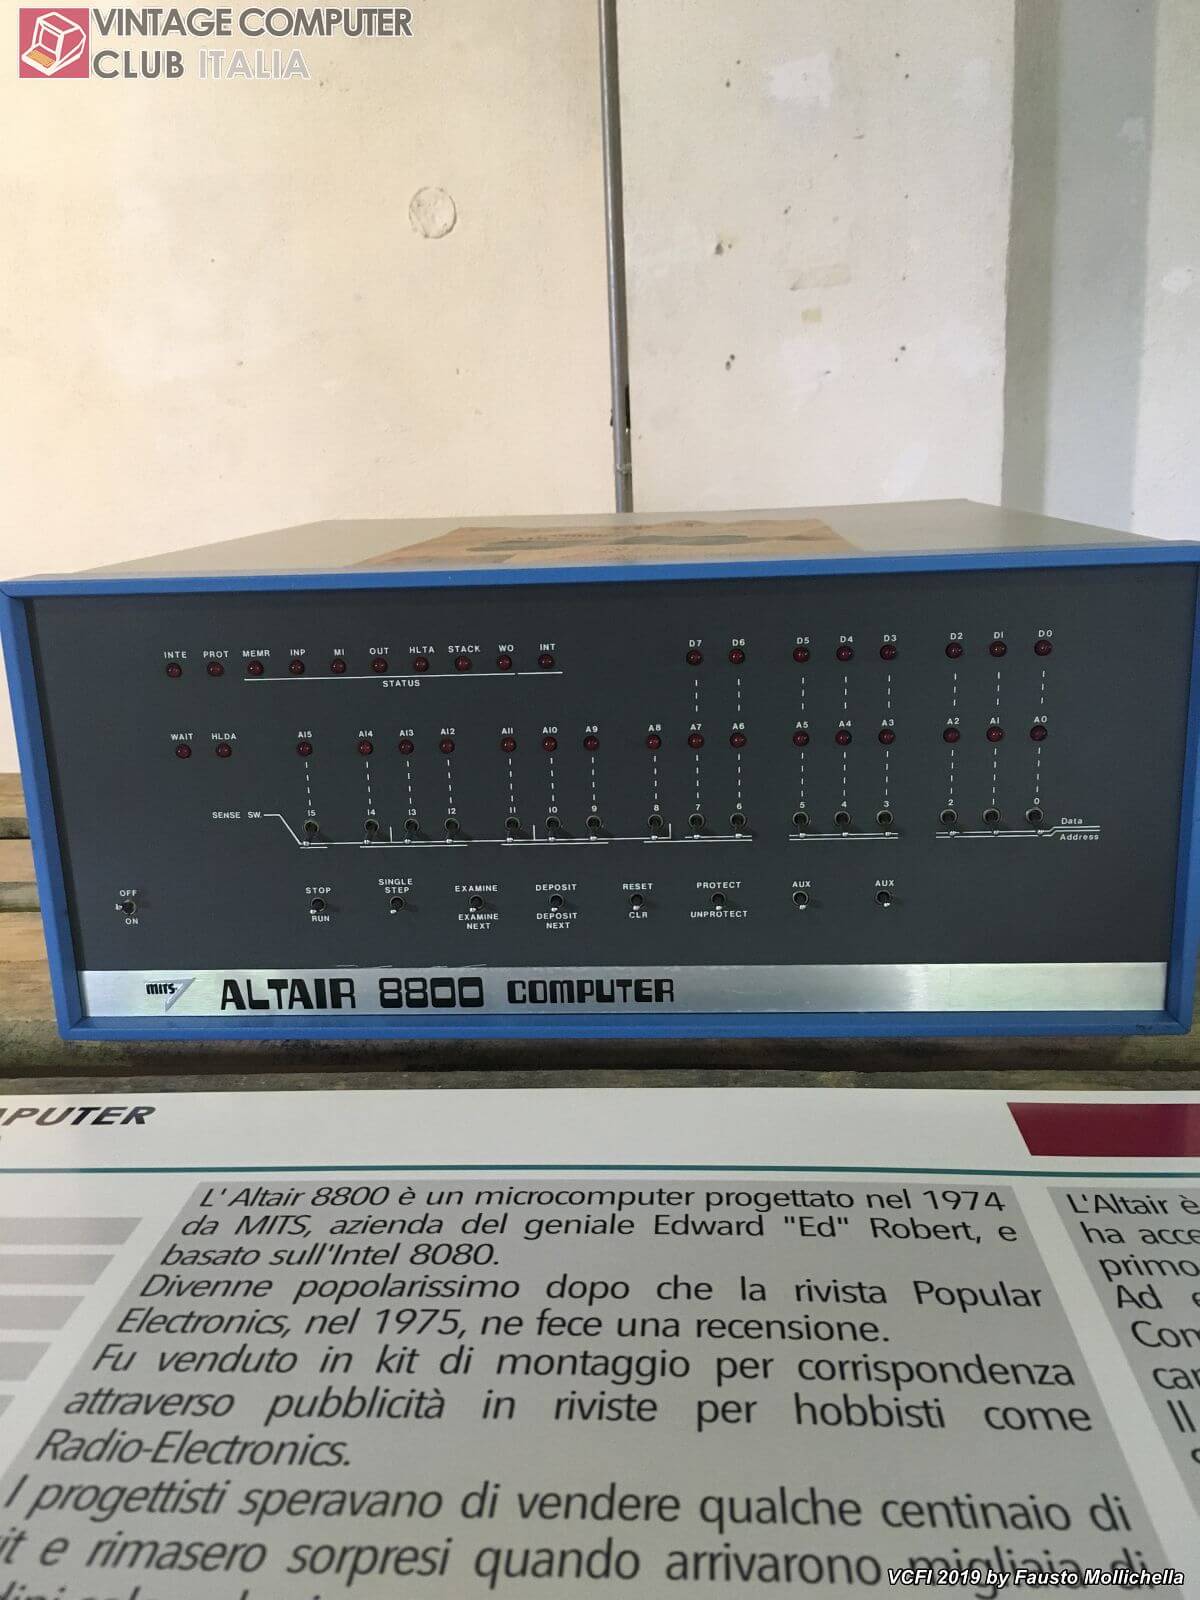 VINTAGE COMPUTER
CLUB ITALIA
INTE PROT MEMR INP MI OUT HLTA STACK WO INT D7 D6 D5 D4 D3 D2 D1 D0
STATUS
WAIT HLDA A15 A14 A13 A12 A11 A10 A9 A8 A7 A6 A5 A4 A3 A2 A1 A0
SENSE SW. 15 14 13 12 11 10 9 8 7 6 5 4 3 2 1 0
Data
Address
OFF STOP SINGLE STEP EXAMINE DEPOSIT RESET PROTECT AUX AUX
ON RUN EXAMINE NEXT DEPOSIT NEXT CLR UNPROTECT
mits ALTAIR 8800 COMPUTER
PUTER
L' Altair 8800 è un microcomputer progettato nel 1974
da MITS, azienda del geniale Edward "Ed" Robert, e
basato sull'Intel 8080.
Divenne popolarissimo dopo che la rivista Popular
Electronics, nel 1975, ne fece una recensione.
Fu venduto in kit di montaggio per corrispondenza
attraverso pubblicità in riviste per hobbisti come
Radio-Electronics.
I progettisti speravano di vendere qualche centinaio di
it e rimasero sorpresi quando arrivarono migliaia di
L'Altair è
ha acce
primo
Ad e
Con
car
Il
VCFI 2019 by Fausto Mollichella